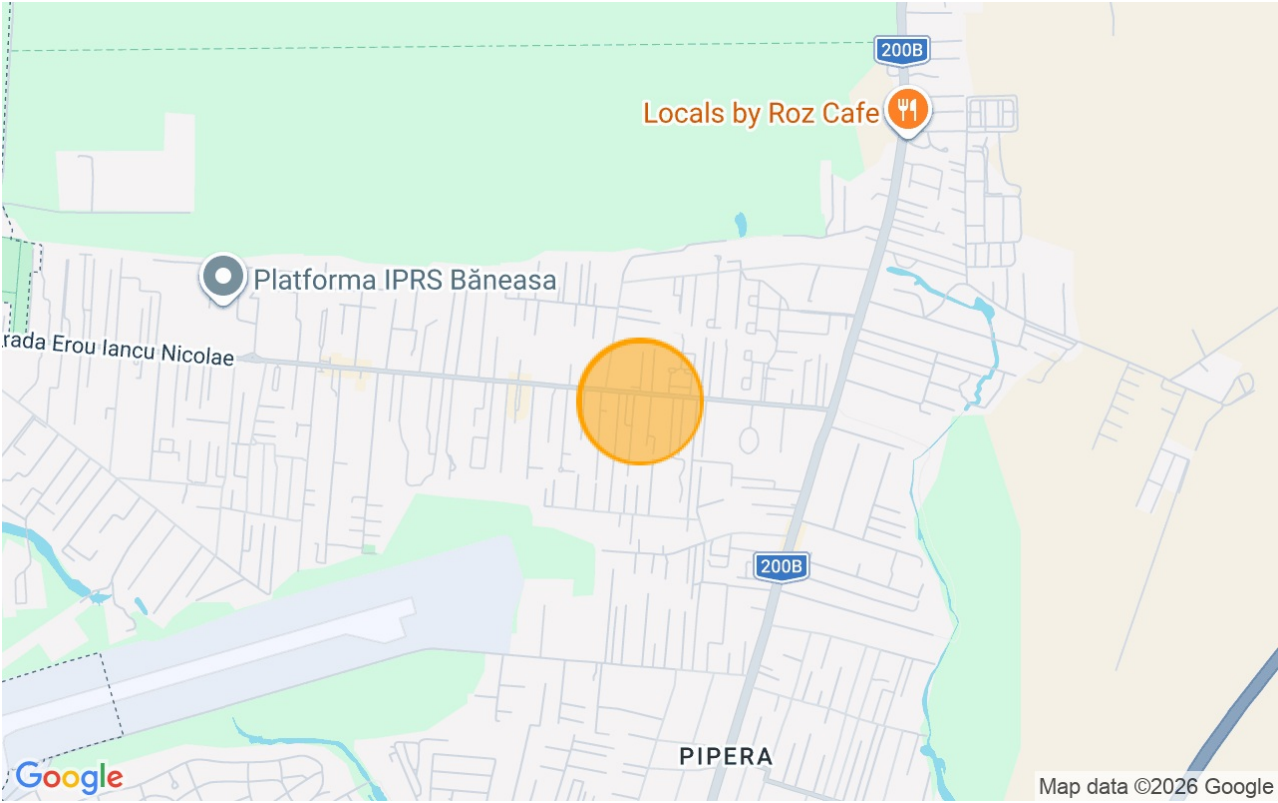 200B
Locals by Roz Cafe
Platforma IPRS Băneasa
rada Erou Iancu Nicolae
200B
PIPERA
Google
Map data ©2026 Google